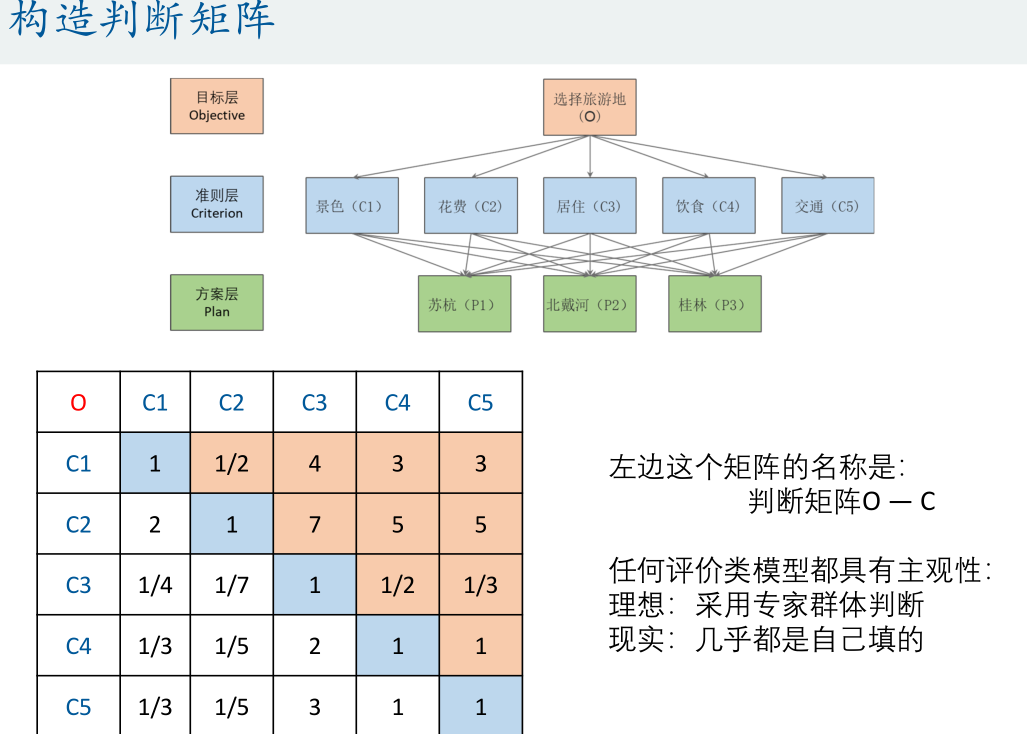 构造判断矩阵
目标层
Objective
选择旅游地
（O）
准则层
Criterion
景色（C1）
花费（C2）
居住（C3）
饮食（C4）
交通（C5）
方案层
Plan
苏杭（P1）
北戴河（P2）
桂林（P3）
O C1 C2 C3 C4 C5
C1 1 1/2 4 3 3
C2 2 1 7 5 5
C3 1/4 1/7 1 1/2 1/3
C4 1/3 1/5 2 1 1
C5 1/3 1/5 3 1 1
左边这个矩阵的名称是：
判断矩阵O — C
任何评价类模型都具有主观性：
理想：采用专家群体判断
现实：几乎都是自己填的